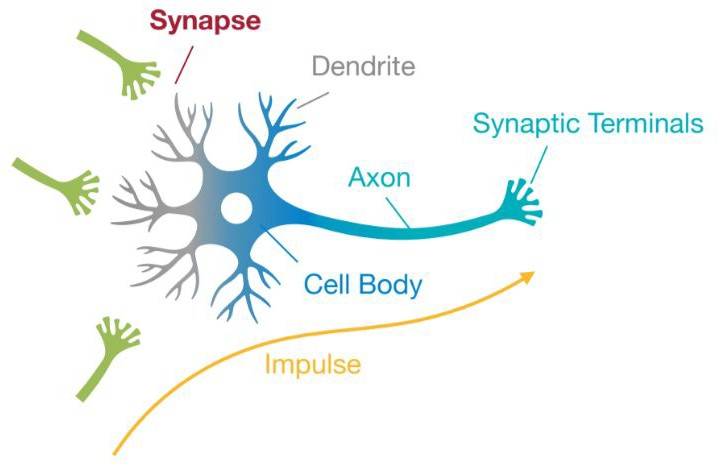 Synapse
Dendrite
Synaptic Terminals
Axon
Cell Body
Impulse